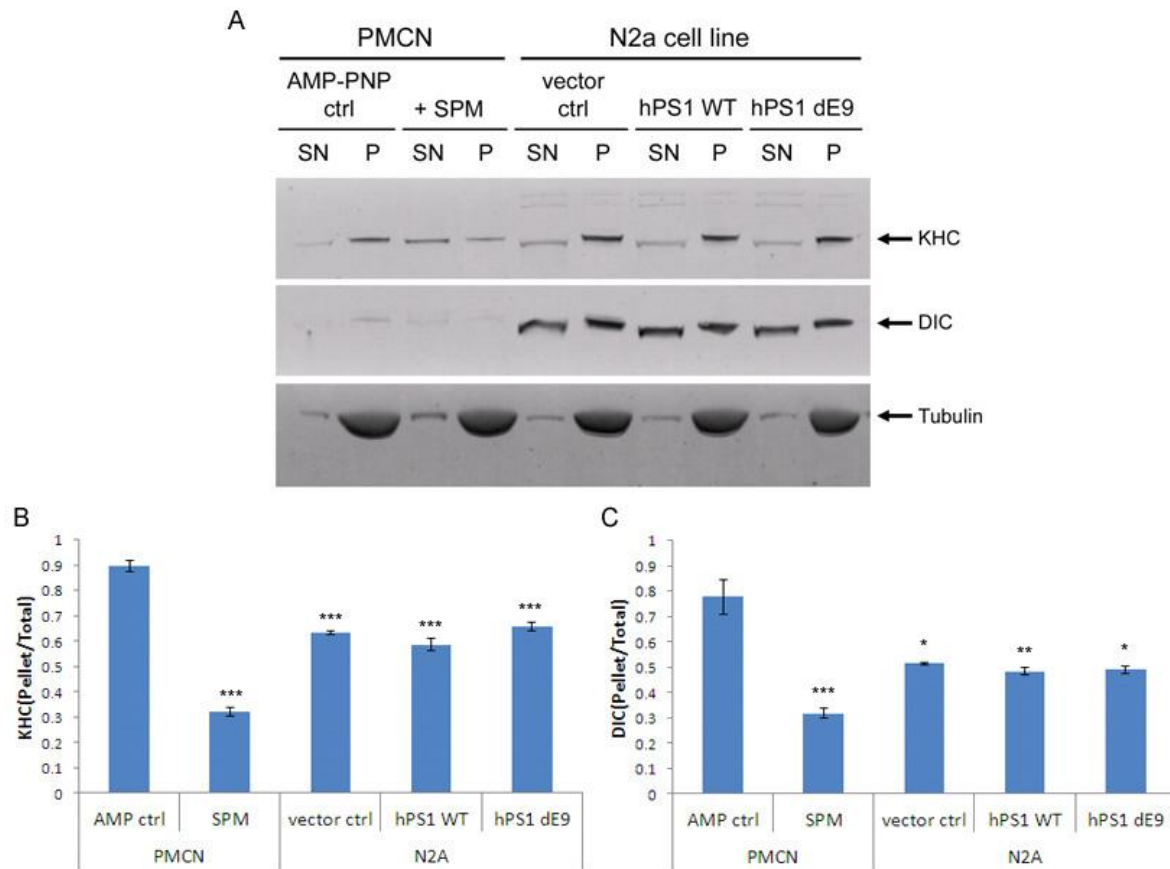 A
PMCN N2a cell line
AMP-PNP ctrl + SPM vector ctrl hPS1 WT hPS1 dE9
SN P SN P SN P SN P SN P
KHC
DIC
Tubulin
B
KHC(Pellet/Total)
1
0.9
0.8
0.7
0.6
0.5
0.4
0.3
0.2
0.1
0
*** *** *** ***
AMP ctrl SPM vector ctrl hPS1 WT hPS1 dE9
PMCN N2A
C
DIC(Pellet/Total)
1
0.9
0.8
0.7
0.6
0.5
0.4
0.3
0.2
0.1
0
*** * ** *
AMP ctrl SPM vector ctrl hPS1 WT hPS1 dE9
PMCN N2A